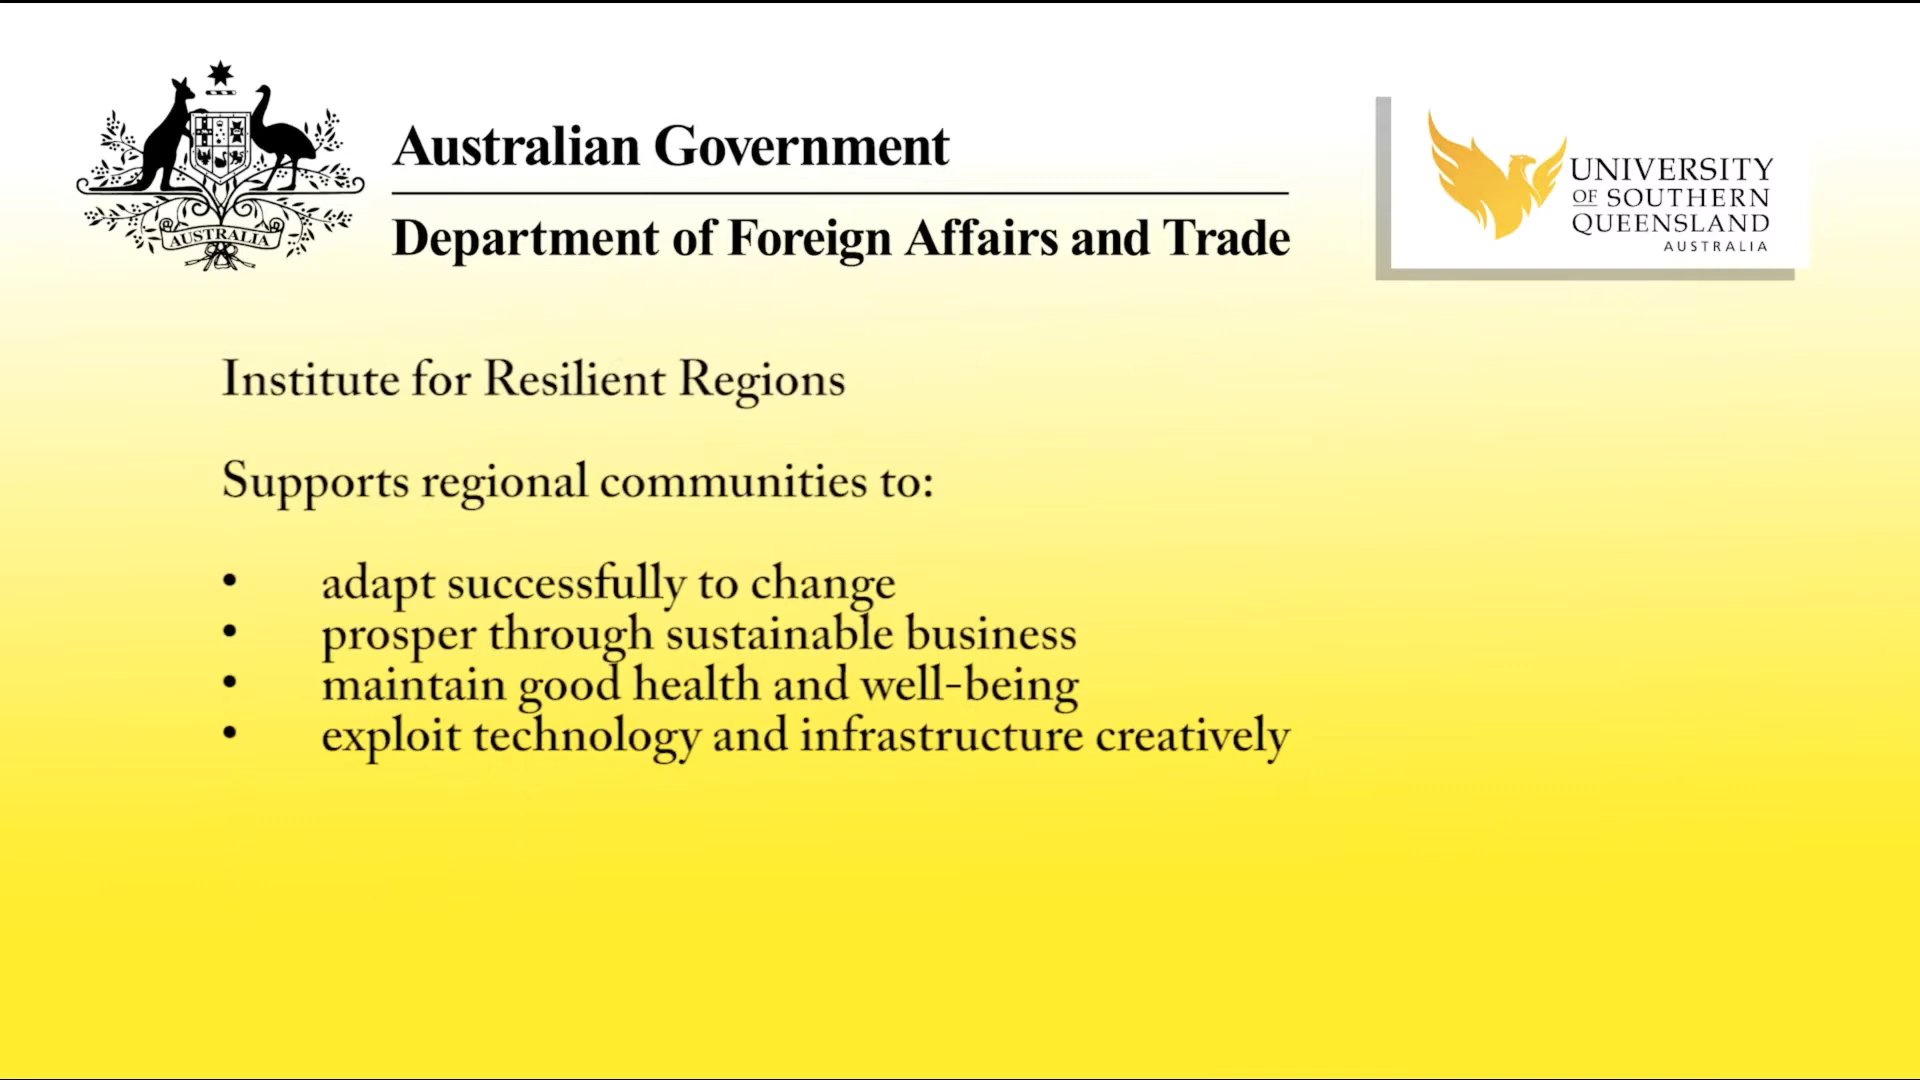 AUSTRALIA
Australian Government
Department of Foreign Affairs and Trade
UNIVERSITY
OF SOUTHERN
QUEENSLAND
AUSTRALIA
Institute for Resilient Regions
Supports regional communities to:
• adapt successfully to change
• prosper through sustainable business
• maintain good health and well-being
• exploit technology and infrastructure creatively